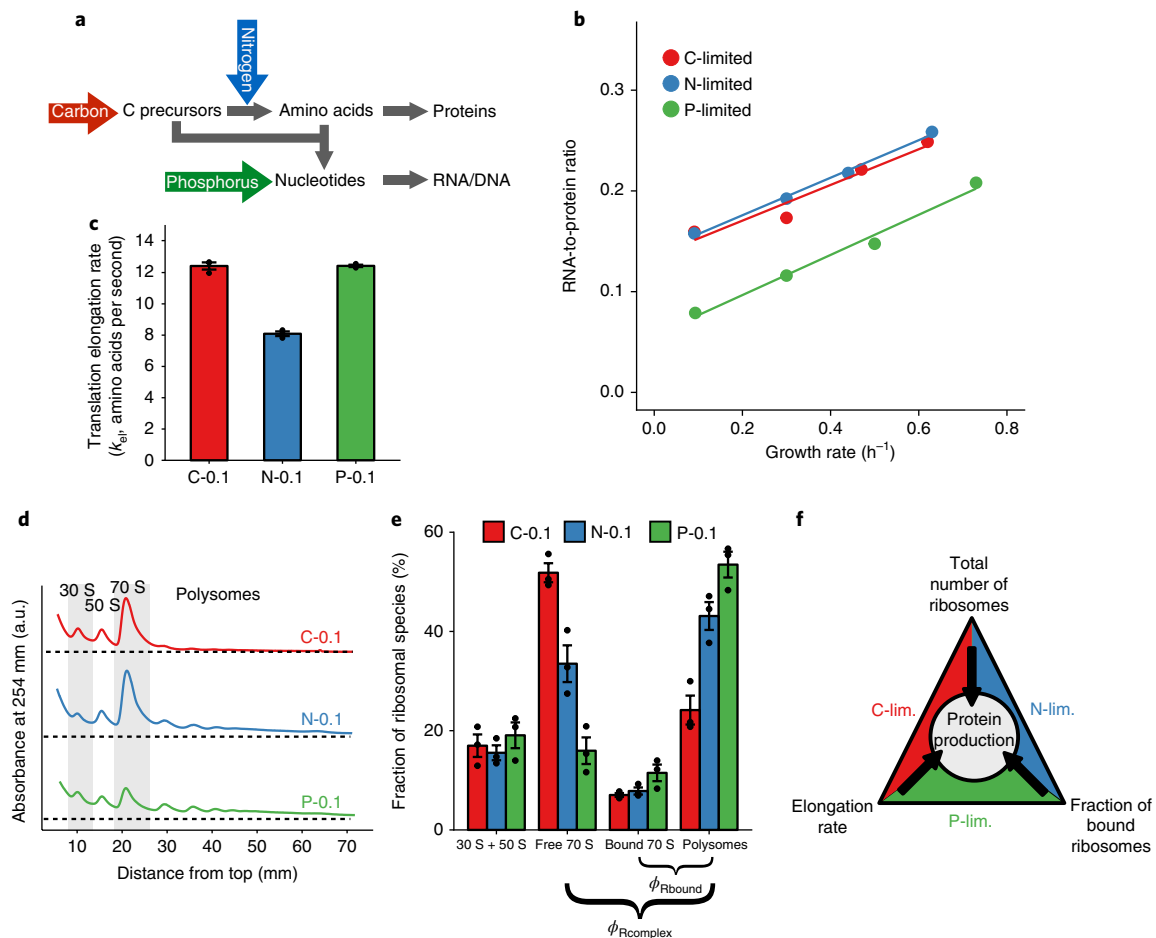 a
Nitrogen
Carbon
C precursors
Amino acids
Proteins
Phosphorus
Nucleotides
RNA/DNA
b
C-limited
N-limited
P-limited
RNA-to-protein ratio
0.3
0.2
0.1
0.0
0.0 0.2 0.4 0.6 0.8
Growth rate (h–1)
c
Translation elongation rate
(kel, amino acids per second)
14
12
10
8
6
4
2
0
C-0.1 N-0.1 P-0.1
d
Absorbance at 254 mm (a.u.)
30 S
50 S
70 S
Polysomes
C-0.1
N-0.1
P-0.1
10 20 30 40 50 60 70
Distance from top (mm)
e
C-0.1 N-0.1 P-0.1
Fraction of ribosomal species (%)
60
40
20
0
30 S + 50 S Free 70 S Bound 70 S Polysomes
ϕRbound
ϕRcomplex
f
Total
number of
ribosomes
C-lim.
N-lim.
Protein
production
P-lim.
Elongation
rate
Fraction of
bound
ribosomes